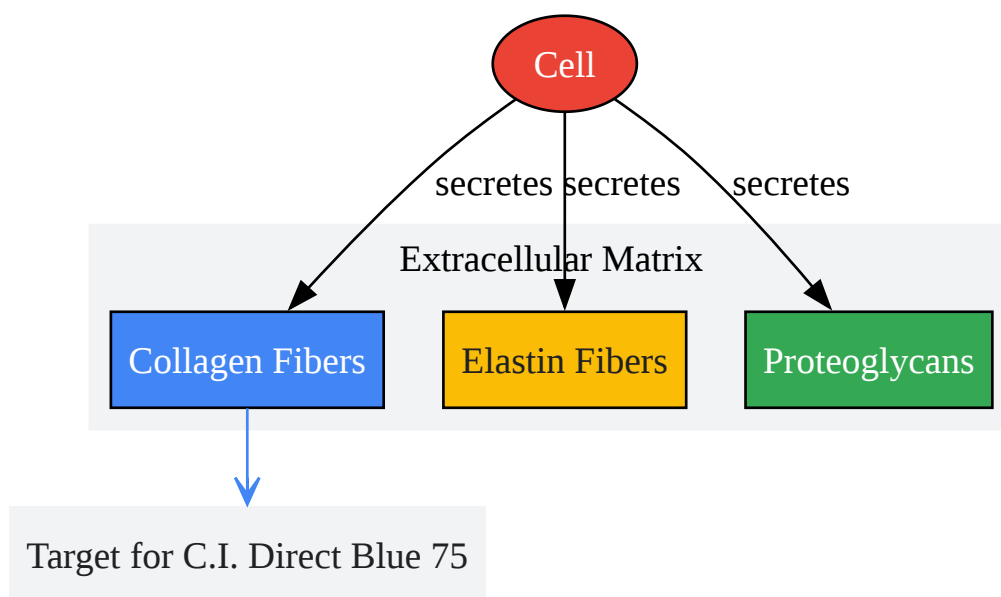 Cell
secretes secretes secretes
Extracellular Matrix
Collagen Fibers
Elastin Fibers
Proteoglycans
Target for C.I. Direct Blue 75